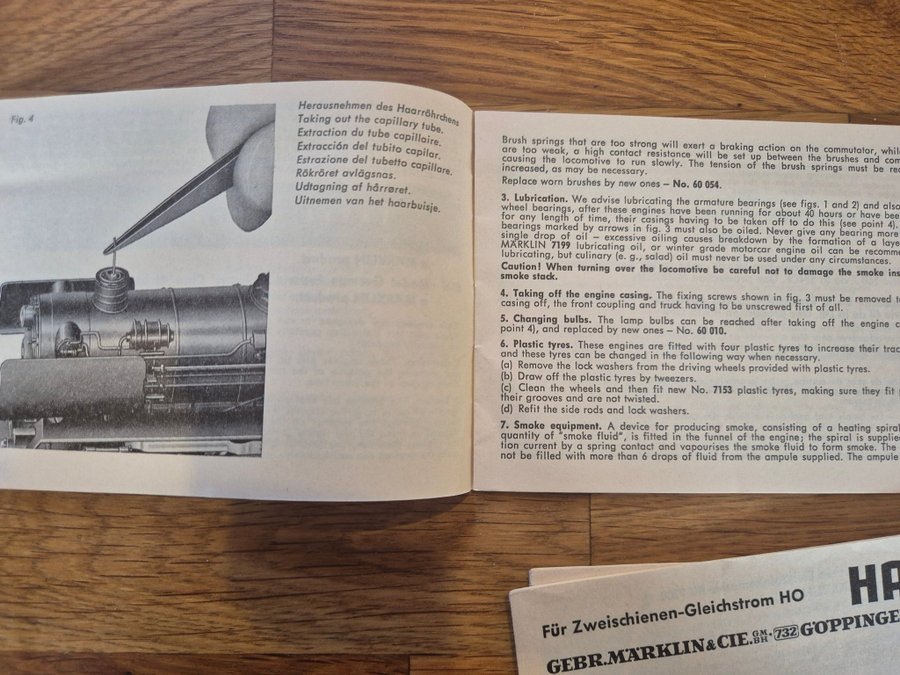 Fig. 4
Herausnehmen des Haarröhrchens
Taking out the capillary tube.
Extraction du tube capillaire.
Extracción del tubito capilar.
Estrazione del tubetto capillare.
Rökröret avlägsnas.
Udtagning af hårrøret.
Uitnemen van het haarbuisje.
Brush springs that are too strong will exert a braking action on the commutator, while
are too weak, a high contact resistance will be set up between the brushes and com
causing the locomotive to run slowly. The tension of the brush springs must be
increased, as may be necessary.
Replace worn brushes by new ones – No. 60 054.
3. Lubrication. We advise lubricating the armature bearings (see figs. 1 and 2) and also
wheel bearings, after these engines have been running for about 40 hours or have been
for any length of time, their casings having to be taken off to do this (see point 4).
bearings marked by arrows in fig. 3 must also be oiled. Never give any bearing more
single drop of oil – excessive oiling causes breakdown by the formation of a laye
MÄRKLIN 7199 lubricating oil, or winter grade motorcar engine oil can be recomme
lubricating, but culinary (e. g., salad) oil must never be used under any circumstances.
Caution! When turning over the locomotive be careful not to damage the smoke ins
smoke stack.
4. Taking off the engine casing. The fixing screws shown in fig. 3 must be removed t
casing off, the front coupling and truck having to be unscrewed first of all.
5. Changing bulbs. The lamp bulbs can be reached after taking off the engine c
point 4), and replaced by new ones – No. 60 010.
6. Plastic tyres. These engines are fitted with four plastic tyres to increase their trac
and these tyres can be changed in the following way when necessary.
(a) Remove the lock washers from the driving wheels provided with plastic tyres.
(b) Draw off the plastic tyres by tweezers.
(c) Clean the wheels and then fit new No. 7153 plastic tyres, making sure they fit
their grooves and are not twisted.
(d) Refit the side rods and lock washers.
7. Smoke equipment. A device for producing smoke, consisting of a heating spiral
quantity of "smoke fluid", is fitted in the funnel of the engine; the spiral is supplied
ion current by a spring contact and vapourises the smoke fluid to form smoke. The
not be filled with more than 6 drops of fluid from the ampule supplied. The ampule
Für Zweischienen-Gleichstrom HO
HA
GEBR. MÄRKLIN & CIE. GMBH · 732 GÖPPINGE